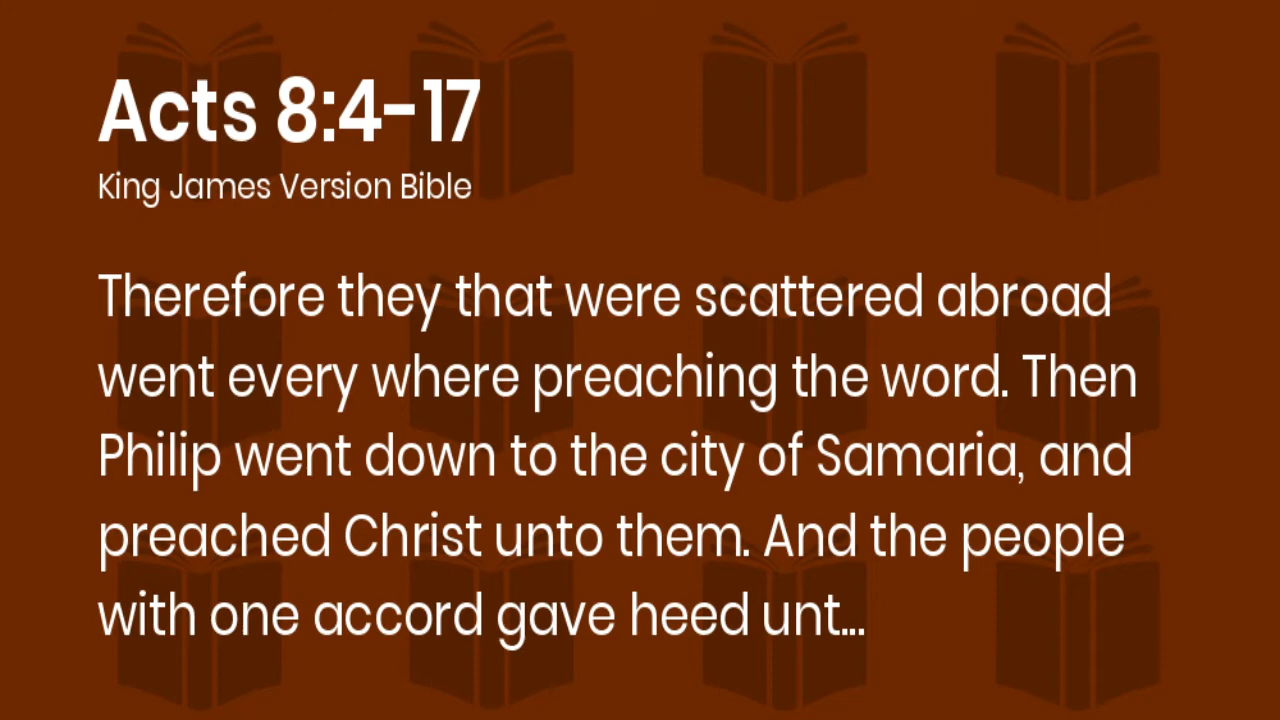 Acts 8:4-17
King James Version Bible
Therefore they that were scattered abroad
went every where preaching the word. Then
Philip went down to the city of Samaria, and
preached Christ unto them. And the people
with one accord gave heed unt...